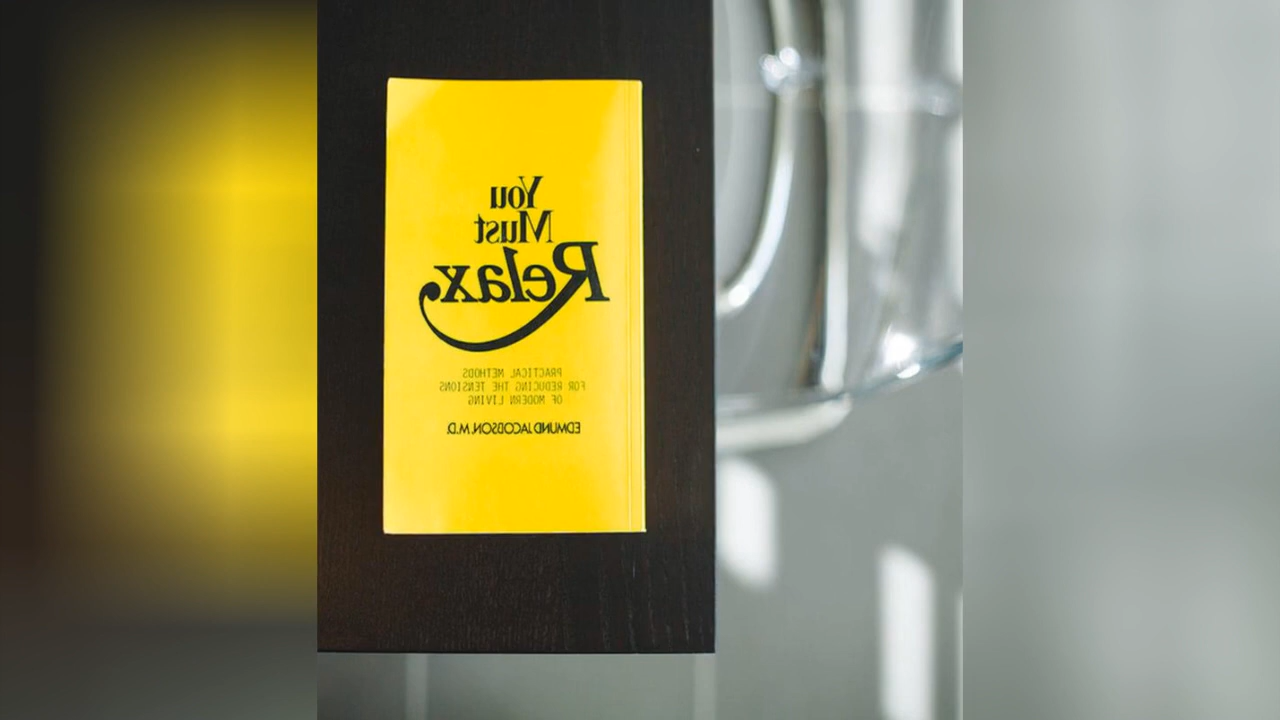 You
Must
Relax
PRACTICAL METHODS
FOR REDUCING THE TENSIONS
OF MODERN LIVING
EDMUND JACOBSON, M.D.